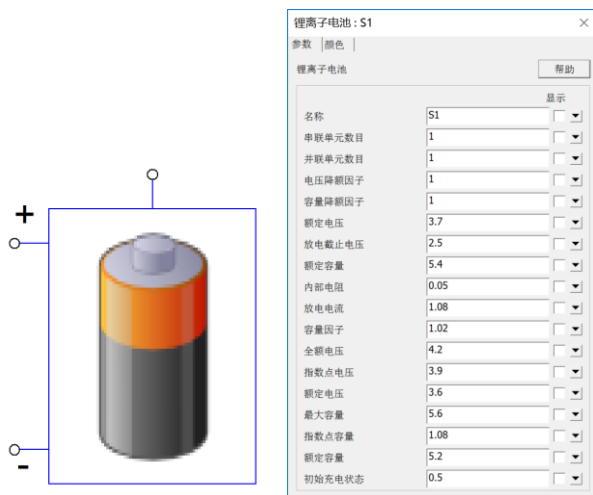 锂离子电池 : S1
参数 颜色
锂离子电池 帮助
显示
名称 S1
串联单元数目 1
并联单元数目 1
电压降额因子 1
容量降额因子 1
额定电压 3.7
放电截止电压 2.5
额定容量 5.4
内部电阻 0.05
放电电流 1.08
容量因子 1.02
全额电压 4.2
指数点电压 3.9
额定电压 3.6
最大容量 5.6
指数点容量 1.08
额定容量 5.2
初始充电状态 0.5
+
-